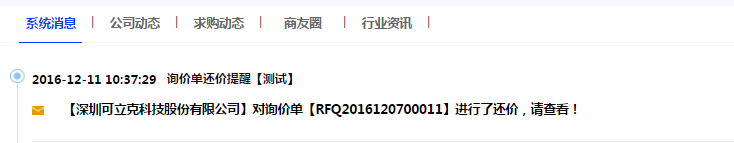 系统消息 | 公司动态 | 求购动态 | 商友圈 | 行业资讯 |
2016-12-11 10:37:29 询价单还价提醒【测试】
【深圳可立克科技股份有限公司】对询价单【RFQ2016120700011】进行了还价，请查看！